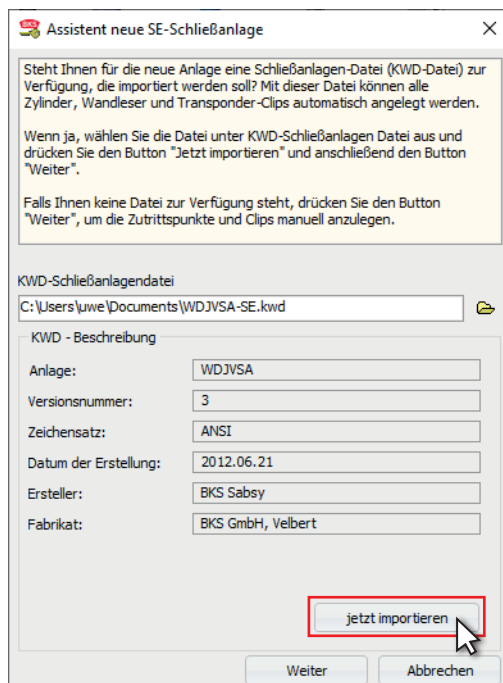 BKS
Assistent neue SE-Schließanlage
Steht Ihnen für die neue Anlage eine Schließanlagen-Datei (KWD-Datei) zur
Verfügung, die importiert werden soll? Mit dieser Datei können alle
Zylinder, Wandleser und Transponder-Clips automatisch angelegt werden.
Wenn ja, wählen Sie die Datei unter KWD-Schließanlagen Datei aus und
drücken Sie den Button "Jetzt importieren" und anschließend den Button
"Weiter".
Falls Ihnen keine Datei zur Verfügung steht, drücken Sie den Button
"Weiter", um die Zutrittspunkte und Clips manuell anzulegen.
KWD-Schließanlagendatei
C:\Users\uwe\Documents\WDJVSA-SE.kwd
KWD - Beschreibung
Anlage: WDJVSA
Versionsnummer: 3
Zeichensatz: ANSI
Datum der Erstellung: 2012.06.21
Ersteller: BKS Sabsy
Fabrikat: BKS GmbH, Velbert
jetzt importieren
Weiter Abbrechen